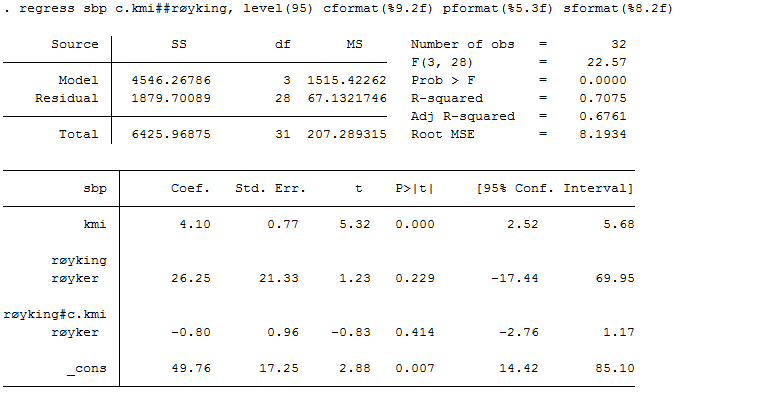 . regress sbp c.kmi##røyking, level(95) cformat(%9.2f) pformat(%5.3f) sformat(%8.2f)
Source SS df MS Number of obs = 32
F(3, 28) = 22.57
Model 4546.26786 3 1515.42262 Prob > F = 0.0000
Residual 1879.70089 28 67.1321746 R-squared = 0.7075
Adj R-squared = 0.6761
Total 6425.96875 31 207.289315 Root MSE = 8.1934
sbp Coef. Std. Err. t P>|t| [95% Conf. Interval]
kmi 4.10 0.77 5.32 0.000 2.52 5.68
røyking
røyker 26.25 21.33 1.23 0.229 -17.44 69.95
røyking#c.kmi
røyker -0.80 0.96 -0.83 0.414 -2.76 1.17
_cons 49.76 17.25 2.88 0.007 14.42 85.10